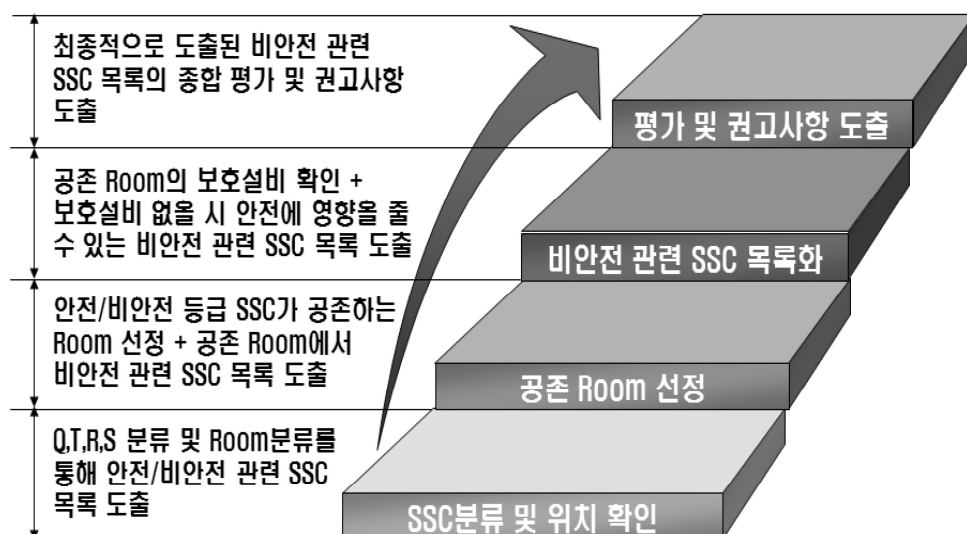 최종적으로 도출된 비안전 관련
SSC 목록의 종합 평가 및 권고사항
도출
평가 및 권고사항 도출
공존 Room의 보호설비 확인 +
보호설비 없을 시 안전에 영향을 줄
수 있는 비안전 관련 SSC 목록 도출
비안전 관련 SSC 목록화
안전/비안전 등급 SSC가 공존하는
Room 선정 + 공존 Room에서
비안전 관련 SSC 목록 도출
공존 Room 선정
Q,T,R,S 분류 및 Room분류를
통해 안전/비안전 관련 SSC
목록 도출
SSC분류 및 위치 확인